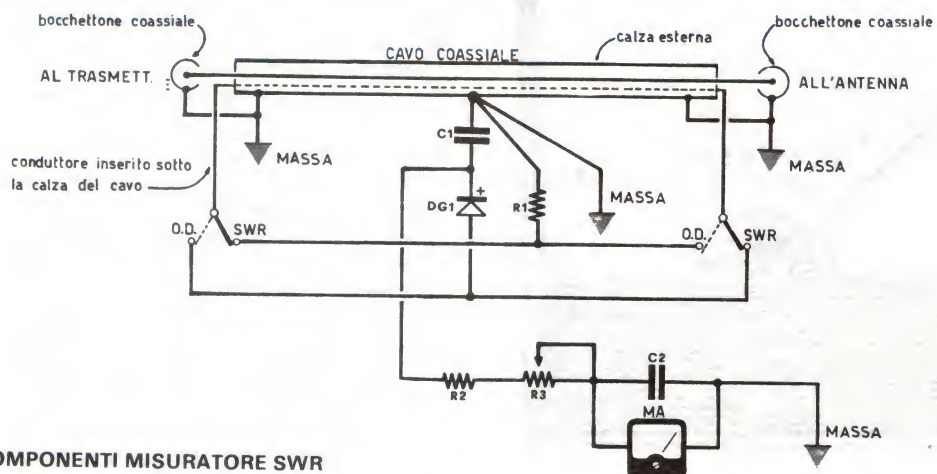 bocchettone coassiale
bocchettone coassiale
calza esterna
CAVO COASSIALE
AL TRASMETT.
ALL'ANTENNA
C1
MASSA
MASSA
conduttore inserito sotto
la calza del cavo
MASSA
DG1
+
R1
O.D.
SWR
O.D.
SWR
C2
R2
R3
MA
MASSA
OMPONENTI MISURATORE SWR